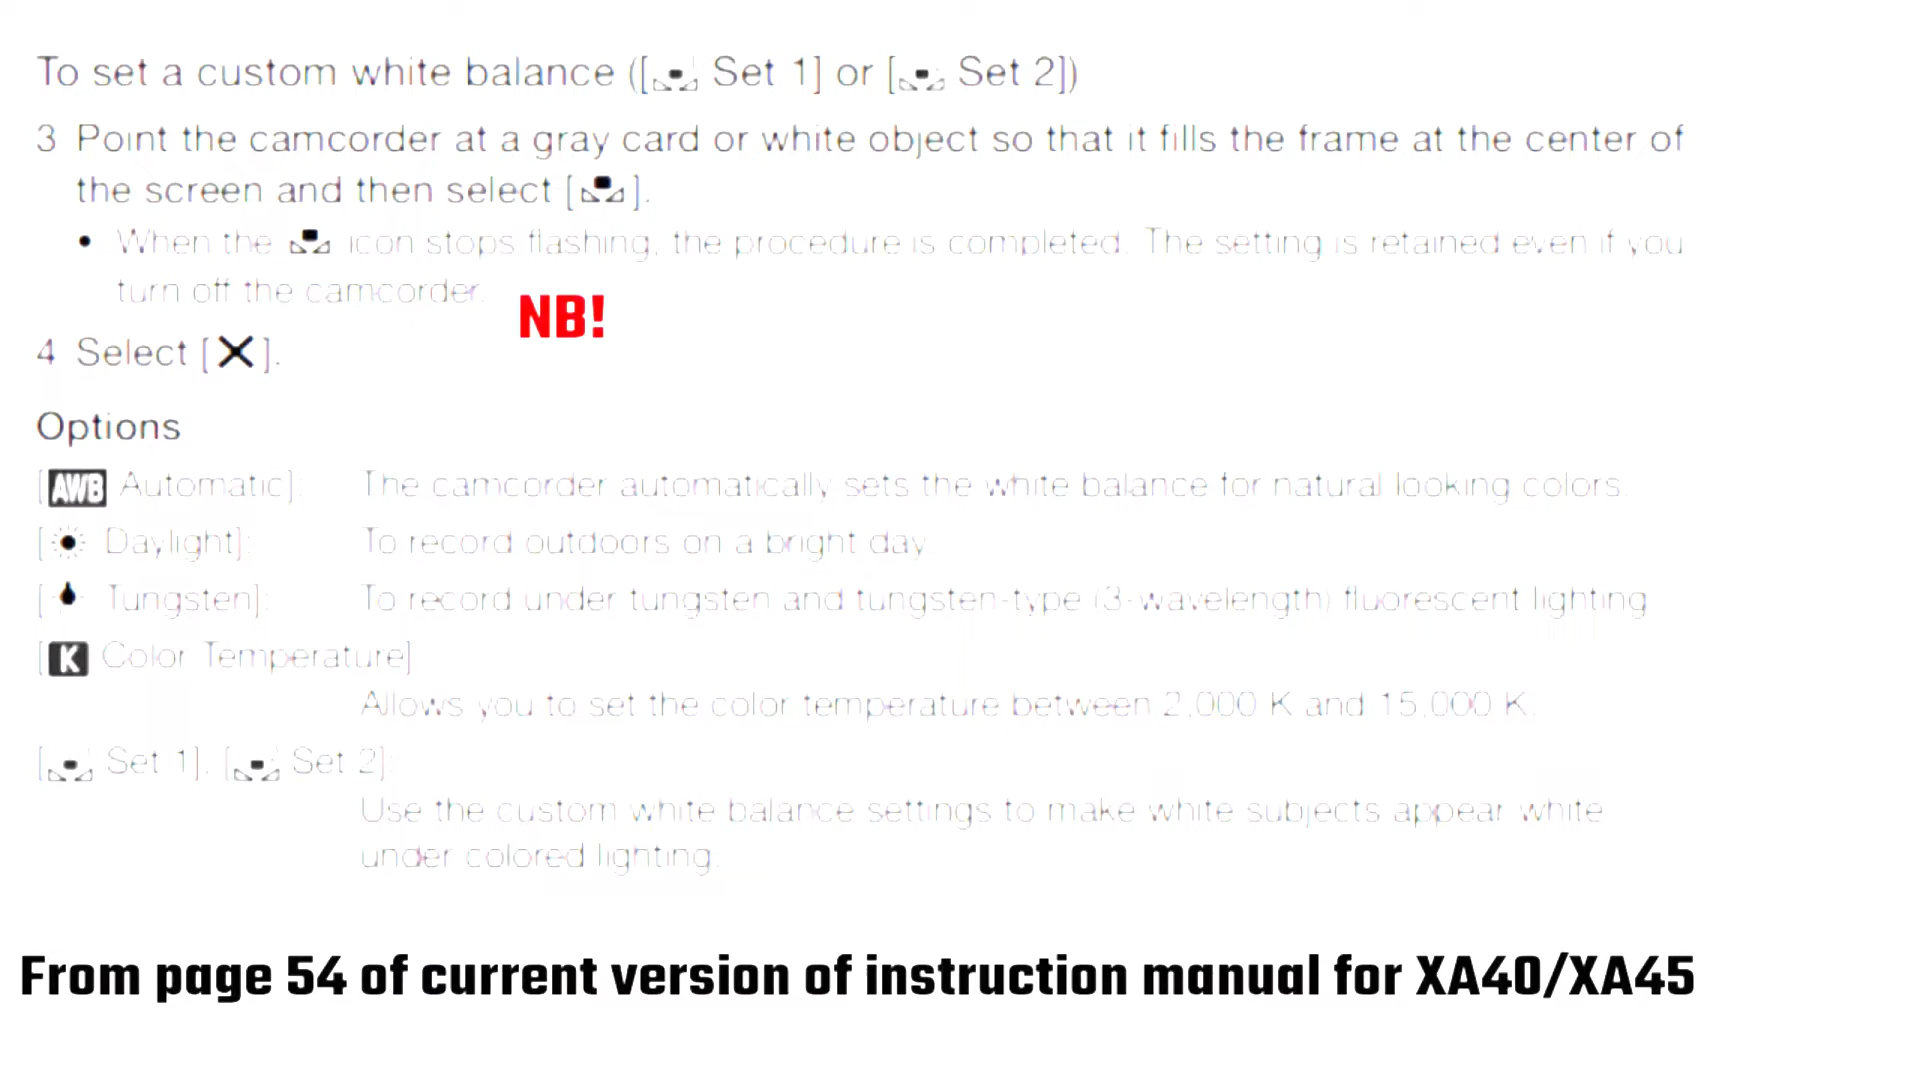 To set a custom white balance ([ Set 1] or [ Set 2])
3 Point the camcorder at a gray card or white object so that it fills the frame at the center of
the screen and then select [ ].
• When the icon stops flashing, the procedure is completed. The setting is retained even if you
turn off the camcorder.
NB!
4 Select [X].
Options
[AWB Automatic]: The camcorder automatically sets the white balance for natural looking colors.
[ Daylight]: To record outdoors on a bright day.
[ Tungsten]: To record under tungsten and tungsten-type (3-wavelength) fluorescent lighting.
[K Color Temperature]
Allows you to set the color temperature between 2,000 K and 15,000 K.
[ Set 1], [ Set 2]:
Use the custom white balance settings to make white subjects appear white
under colored lighting.
From page 54 of current version of instruction manual for XA40/XA45